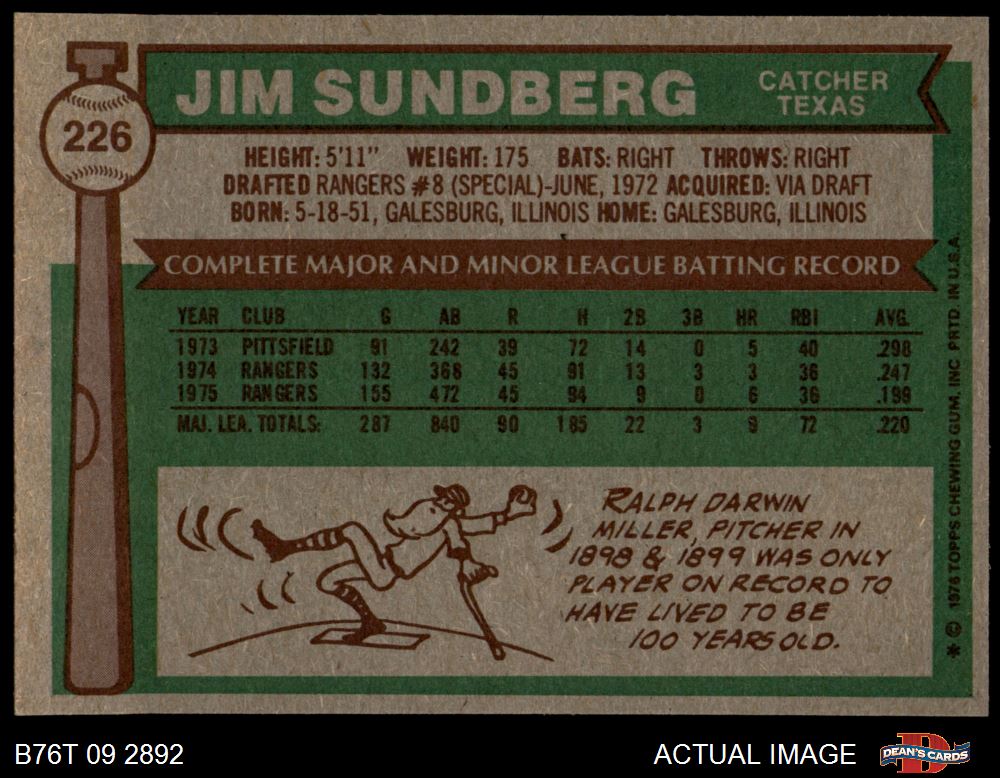 226
JIM SUNDBERG
CATCHER
TEXAS
HEIGHT: 5'11" WEIGHT: 175 BATS: RIGHT THROWS: RIGHT
DRAFTED RANGERS #8 (SPECIAL)-JUNE, 1972 ACQUIRED: VIA DRAFT
BORN: 5-18-51, GALESBURG, ILLINOIS HOME: GALESBURG, ILLINOIS
COMPLETE MAJOR AND MINOR LEAGUE BATTING RECORD
YEAR CLUB G AB R H 2B 3B HR RBI AVG.
1973 PITTSFIELD 91 242 39 72 14 0 5 40 .298
1974 RANGERS 132 368 45 91 13 3 3 36 .247
1975 RANGERS 155 472 45 94 9 0 6 36 .199
MAJ. LEA. TOTALS: 287 840 90 185 22 3 9 72 .220
RALPH DARWIN
MILLER, PITCHER IN
1898 & 1899 WAS ONLY
PLAYER ON RECORD TO
HAVE LIVED TO BE
100 YEARS OLD.
* © 1976 TOPPS CHEWING GUM, INC. PRTD. IN U.S.A.
B76T 09 2892
ACTUAL IMAGE
D
DEAN'S CARDS